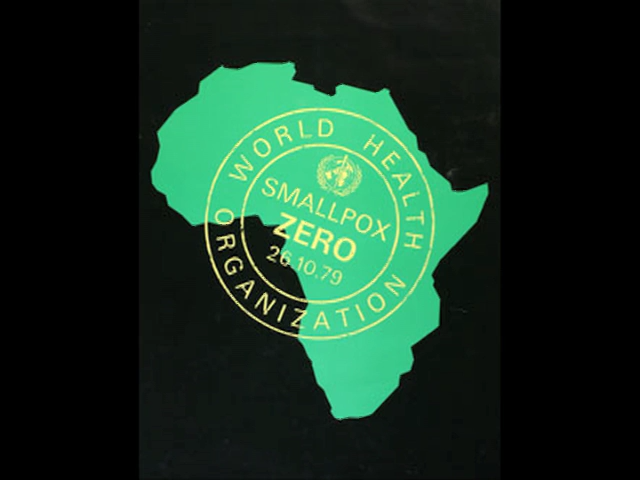 WORLD HEALTH
SMALLPOX
ZERO
26.10.79
ORGANIZATION